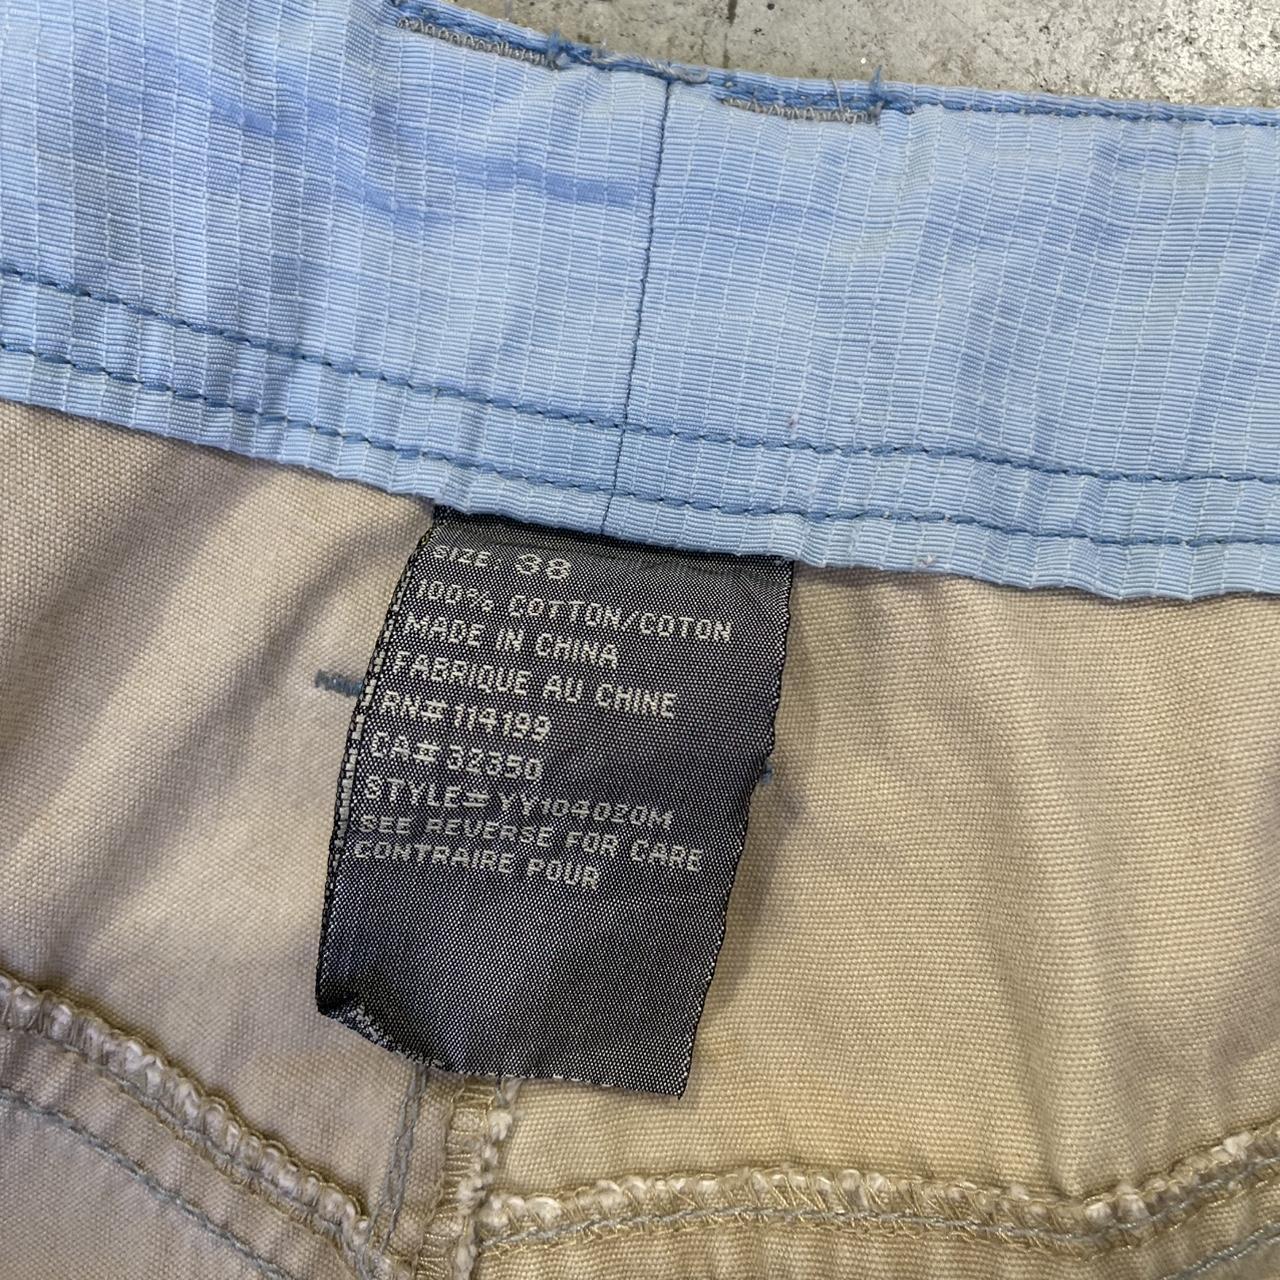 SIZE: 38
100% COTTON/COTON
MADE IN CHINA
FABRIQUE AU CHINE
RN#114199
CA#32350
STYLE#YY10402OM
SEE REVERSE FOR CARE
CONTRAIRE POUR